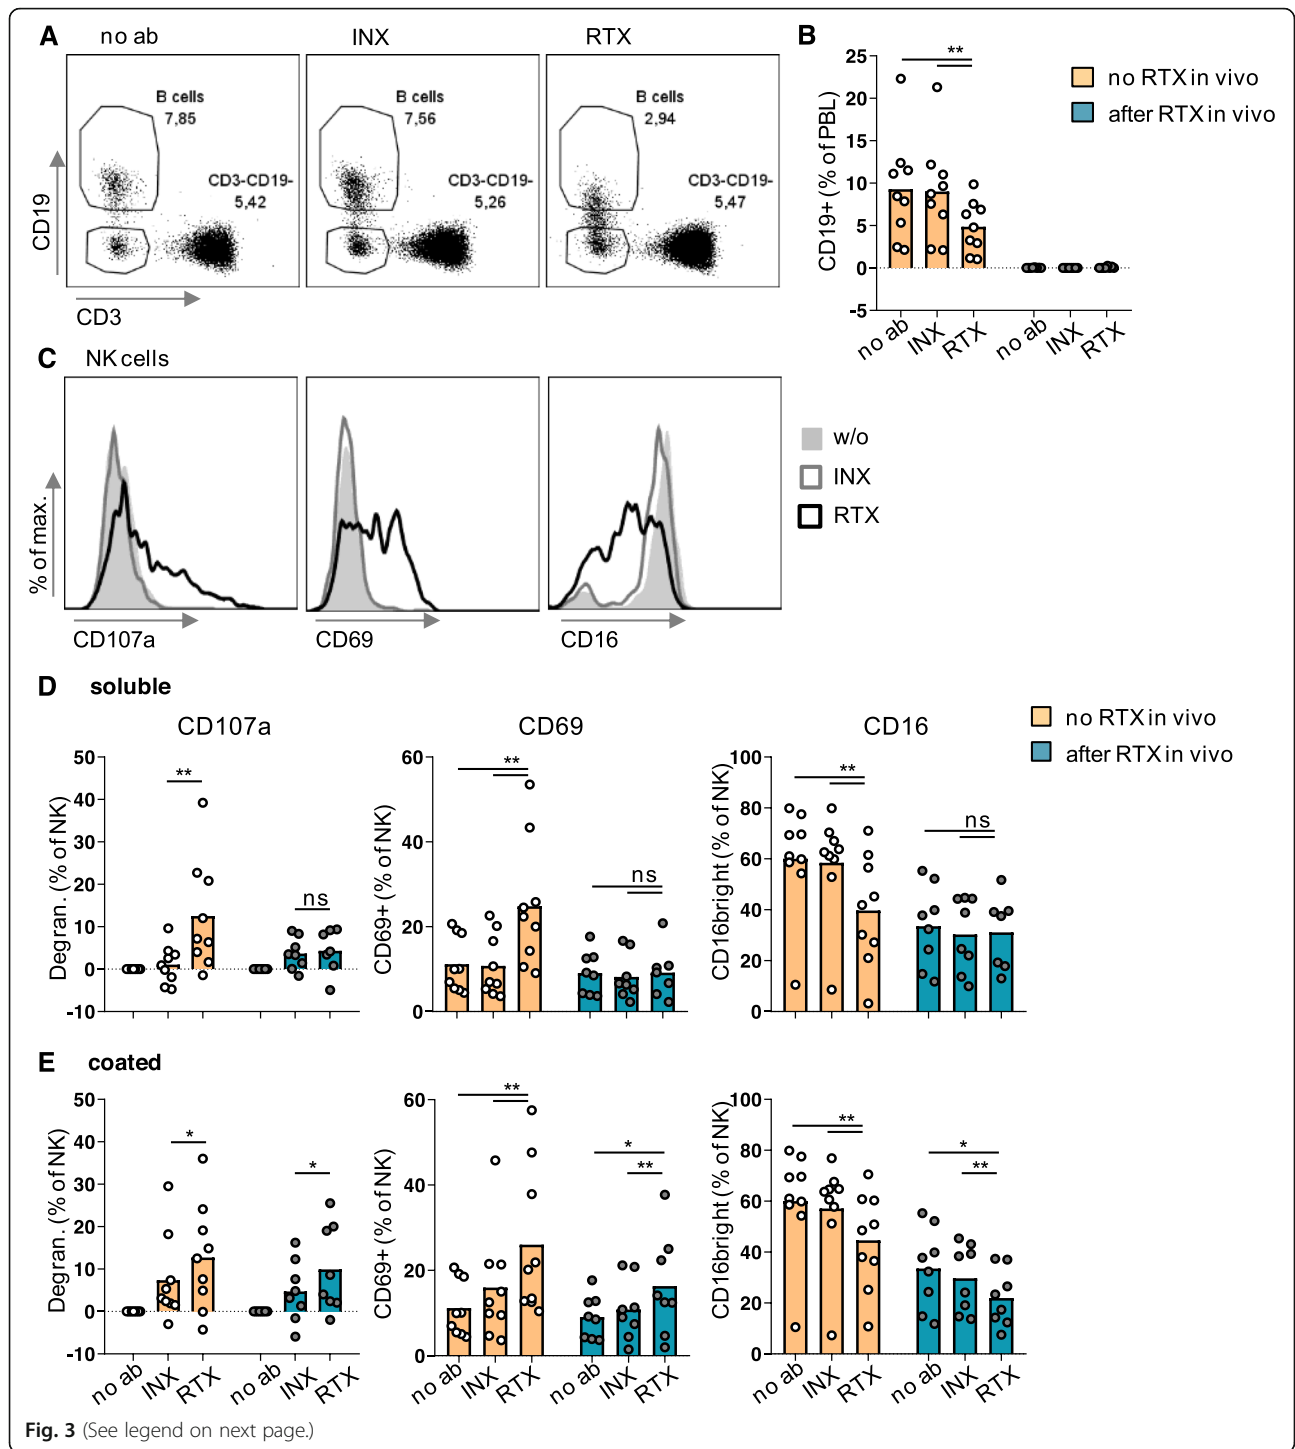 A no ab INX RTX
B cells
7,85
CD3-CD19-
5,42
B cells
7,56
CD3-CD19-
5,26
B cells
2,94
CD3-CD19-
5,47
CD19
CD3
B
**
25
20
15
10
5
0
-5
CD19+ (% of PBL)
no ab INX RTX no ab INX RTX
no RTX in vivo
after RTX in vivo
C NK cells
% of max.
CD107a CD69 CD16
w/o
INX
RTX
D soluble
CD107a CD69 CD16
no RTX in vivo
after RTX in vivo
Degran. (% of NK)
50
40
30
20
10
0
-10
**
ns
CD69+ (% of NK)
60
40
20
0
**
ns
CD16bright (% of NK)
100
80
60
40
20
0
**
ns
E coated
Degran. (% of NK)
50
40
30
20
10
0
-10
*
*
no ab INX RTX no ab INX RTX
CD69+ (% of NK)
60
40
20
0
**
*
**
no ab INX RTX no ab INX RTX
CD16bright (% of NK)
100
80
60
40
20
0
**
*
**
no ab INX RTX no ab INX RTX
Fig. 3 (See legend on next page.)